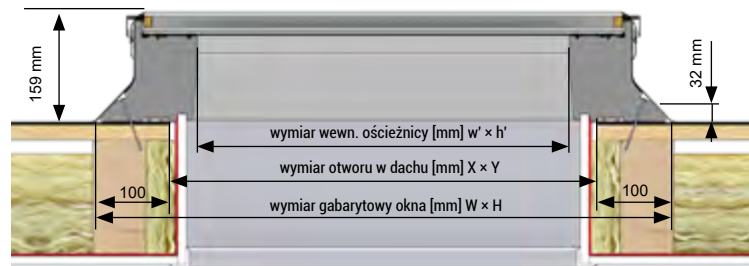 159 mm
32 mm
wymiar wewn. ościeżnicy [mm] w' × h'
wymiar otworu w dachu [mm] X × Y
100
100
wymiar gabarytowy okna [mm] W × H